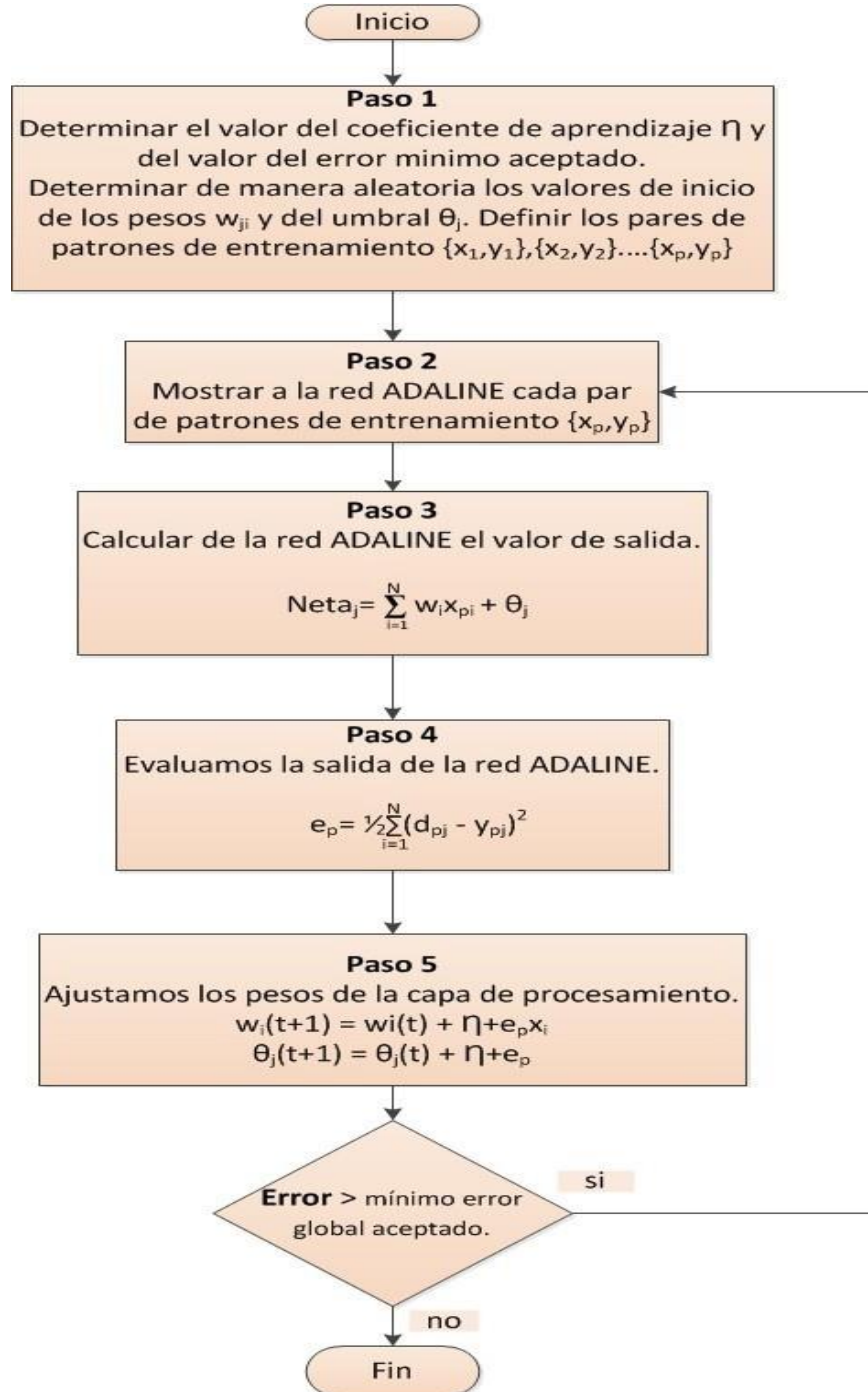 Inicio
Paso 1
Determinar el valor del coeficiente de aprendizaje Ƞ y
del valor del error minimo aceptado.
Determinar de manera aleatoria los valores de inicio
de los pesos wⱼᵢ y del umbral θⱼ. Definir los pares de
patrones de entrenamiento {x₁,y₁},{x₂,y₂}....{xₚ,yₚ}
Paso 2
Mostrar a la red ADALINE cada par
de patrones de entrenamiento {xₚ,yₚ}
Paso 3
Calcular de la red ADALINE el valor de salida.
Netaⱼ= ∑ᵢ₌₁ᴺ wᵢxₚᵢ + θⱼ
Paso 4
Evaluamos la salida de la red ADALINE.
eₚ= ½∑ᵢ₌₁ᴺ(dₚⱼ - yₚⱼ)²
Paso 5
Ajustamos los pesos de la capa de procesamiento.
wᵢ(t+1) = wi(t) + Ƞ+eₚxᵢ
θⱼ(t+1) = θⱼ(t) + Ƞ+eₚ
si
Error > mínimo error
global aceptado.
no
Fin